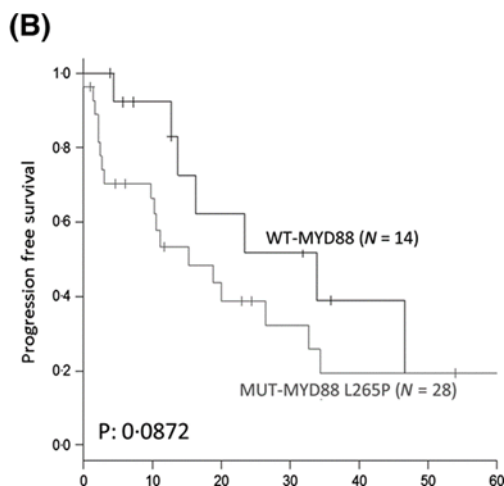 (B)
1·0
0·8
0·6
0·4
0·2
0·0
Progression free survival
WT-MYD88 (N = 14)
MUT-MYD88 L265P (N = 28)
P: 0·0872
0 10 20 30 40 50 60